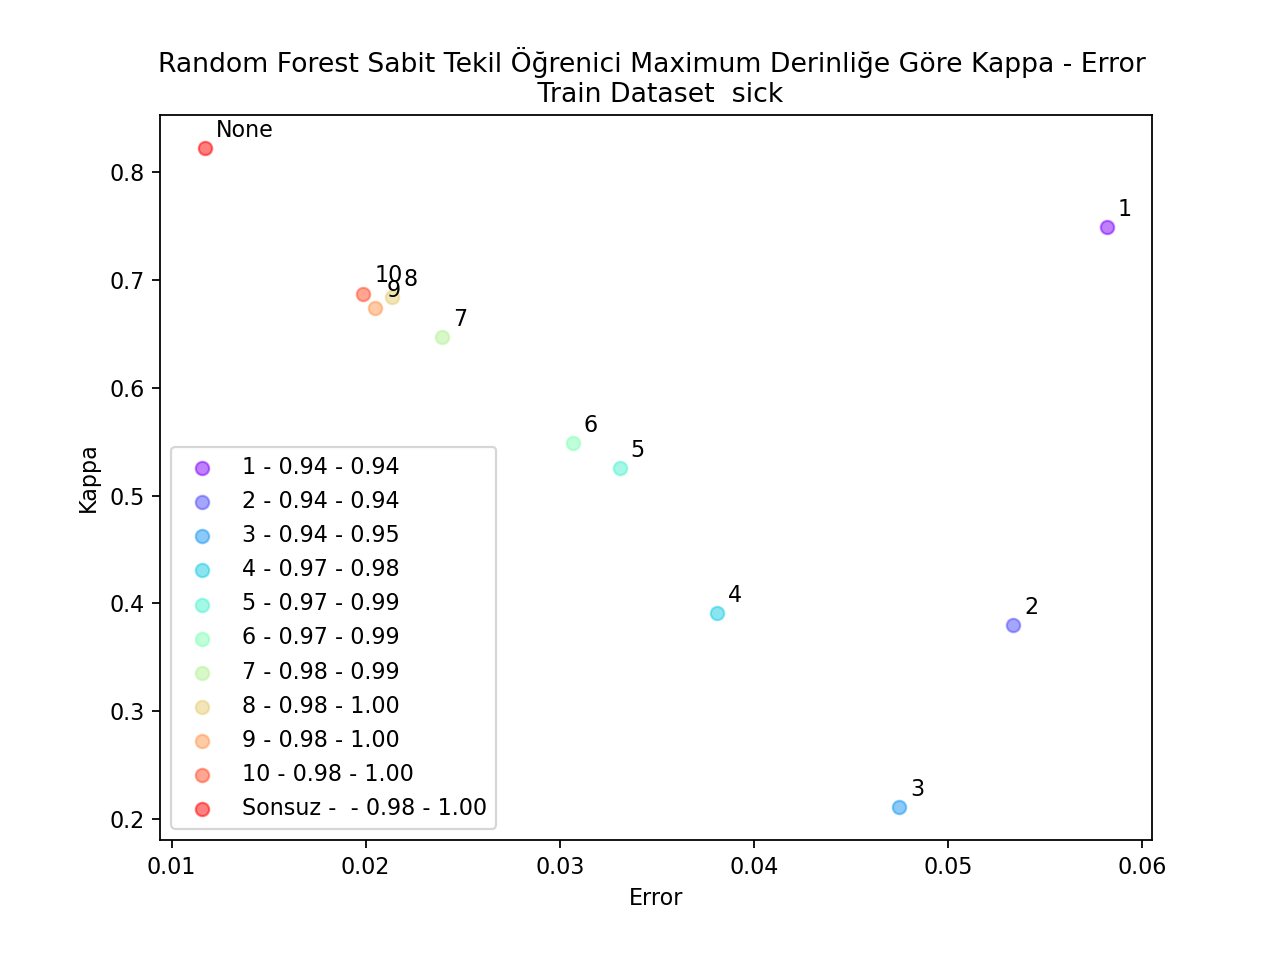 Random Forest Sabit Tekil Öğrenici Maximum Derinliğe Göre Kappa - Error
Train Dataset  sick
None
1
10
8
9
7
6
5
4
2
3
0.8
0.7
0.6
0.5
0.4
0.3
0.2
Kappa
1 - 0.94 - 0.94
2 - 0.94 - 0.94
3 - 0.94 - 0.95
4 - 0.97 - 0.98
5 - 0.97 - 0.99
6 - 0.97 - 0.99
7 - 0.98 - 0.99
8 - 0.98 - 1.00
9 - 0.98 - 1.00
10 - 0.98 - 1.00
Sonsuz -  - 0.98 - 1.00
0.01 0.02 0.03 0.04 0.05 0.06
Error